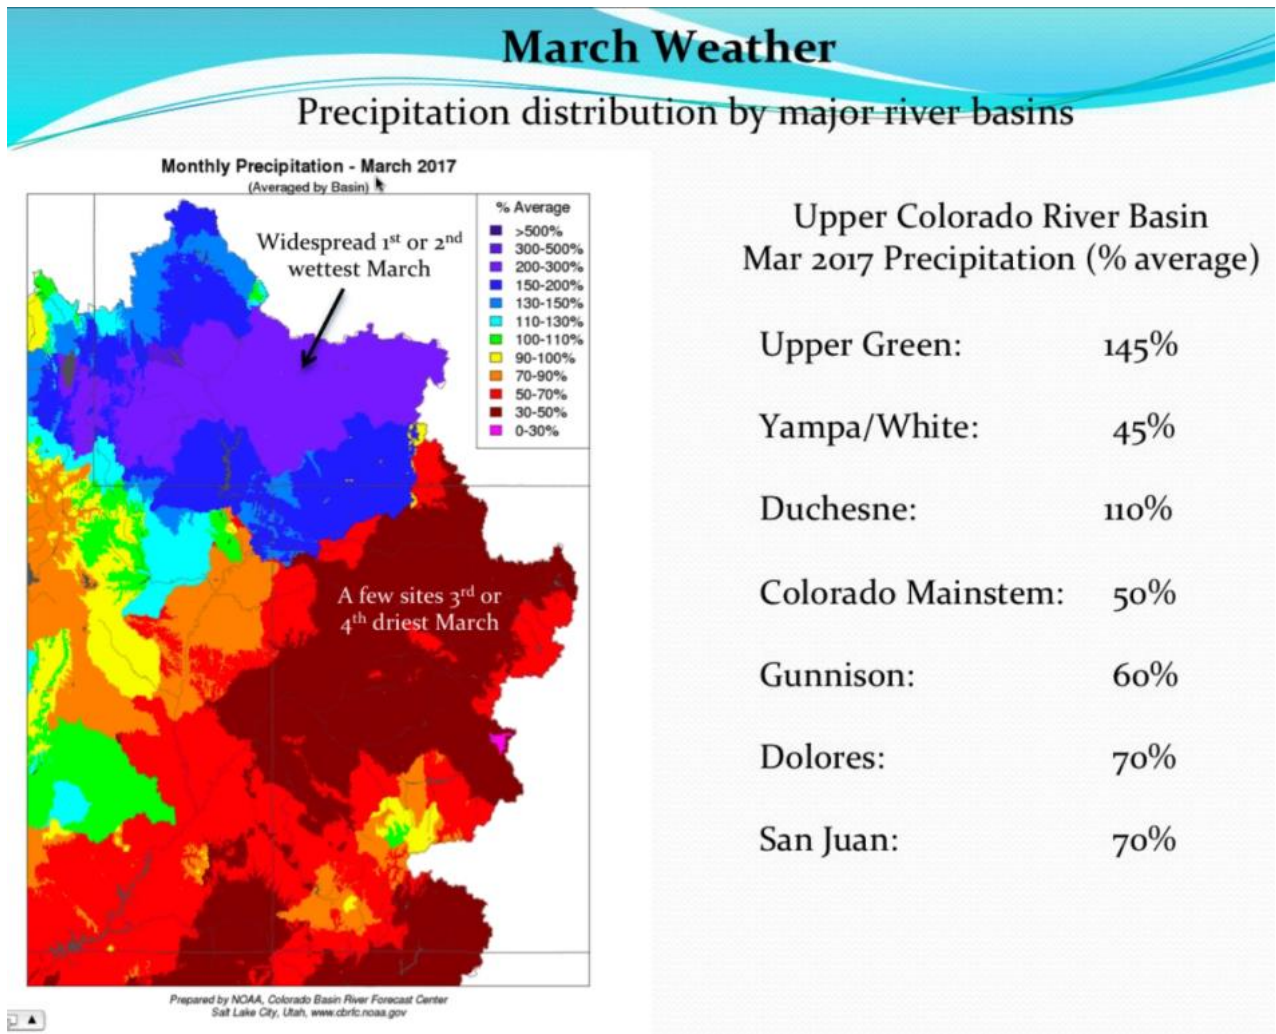 March Weather
Precipitation distribution by major river basins
Monthly Precipitation - March 2017
(Averaged by Basin)
% Average
>500%
300-500%
200-300%
150-200%
130-150%
110-130%
100-110%
90-100%
70-90%
50-70%
30-50%
0-30%
Widespread 1st or 2nd
wettest March
A few sites 3rd or
4th driest March
Prepared by NOAA, Colorado Basin River Forecast Center
Salt Lake City, Utah, www.cbrfc.noaa.gov
Upper Colorado River Basin
Mar 2017 Precipitation (% average)
Upper Green: 145%
Yampa/White: 45%
Duchesne: 110%
Colorado Mainstem: 50%
Gunnison: 60%
Dolores: 70%
San Juan: 70%